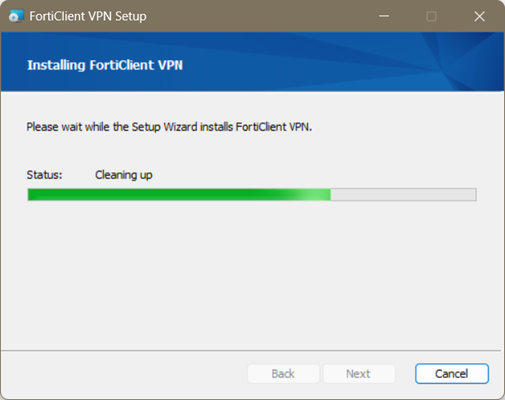 FortiClient VPN Setup
Installing FortiClient VPN
Please wait while the Setup Wizard installs FortiClient VPN.
Status: Cleaning up
Back Next Cancel